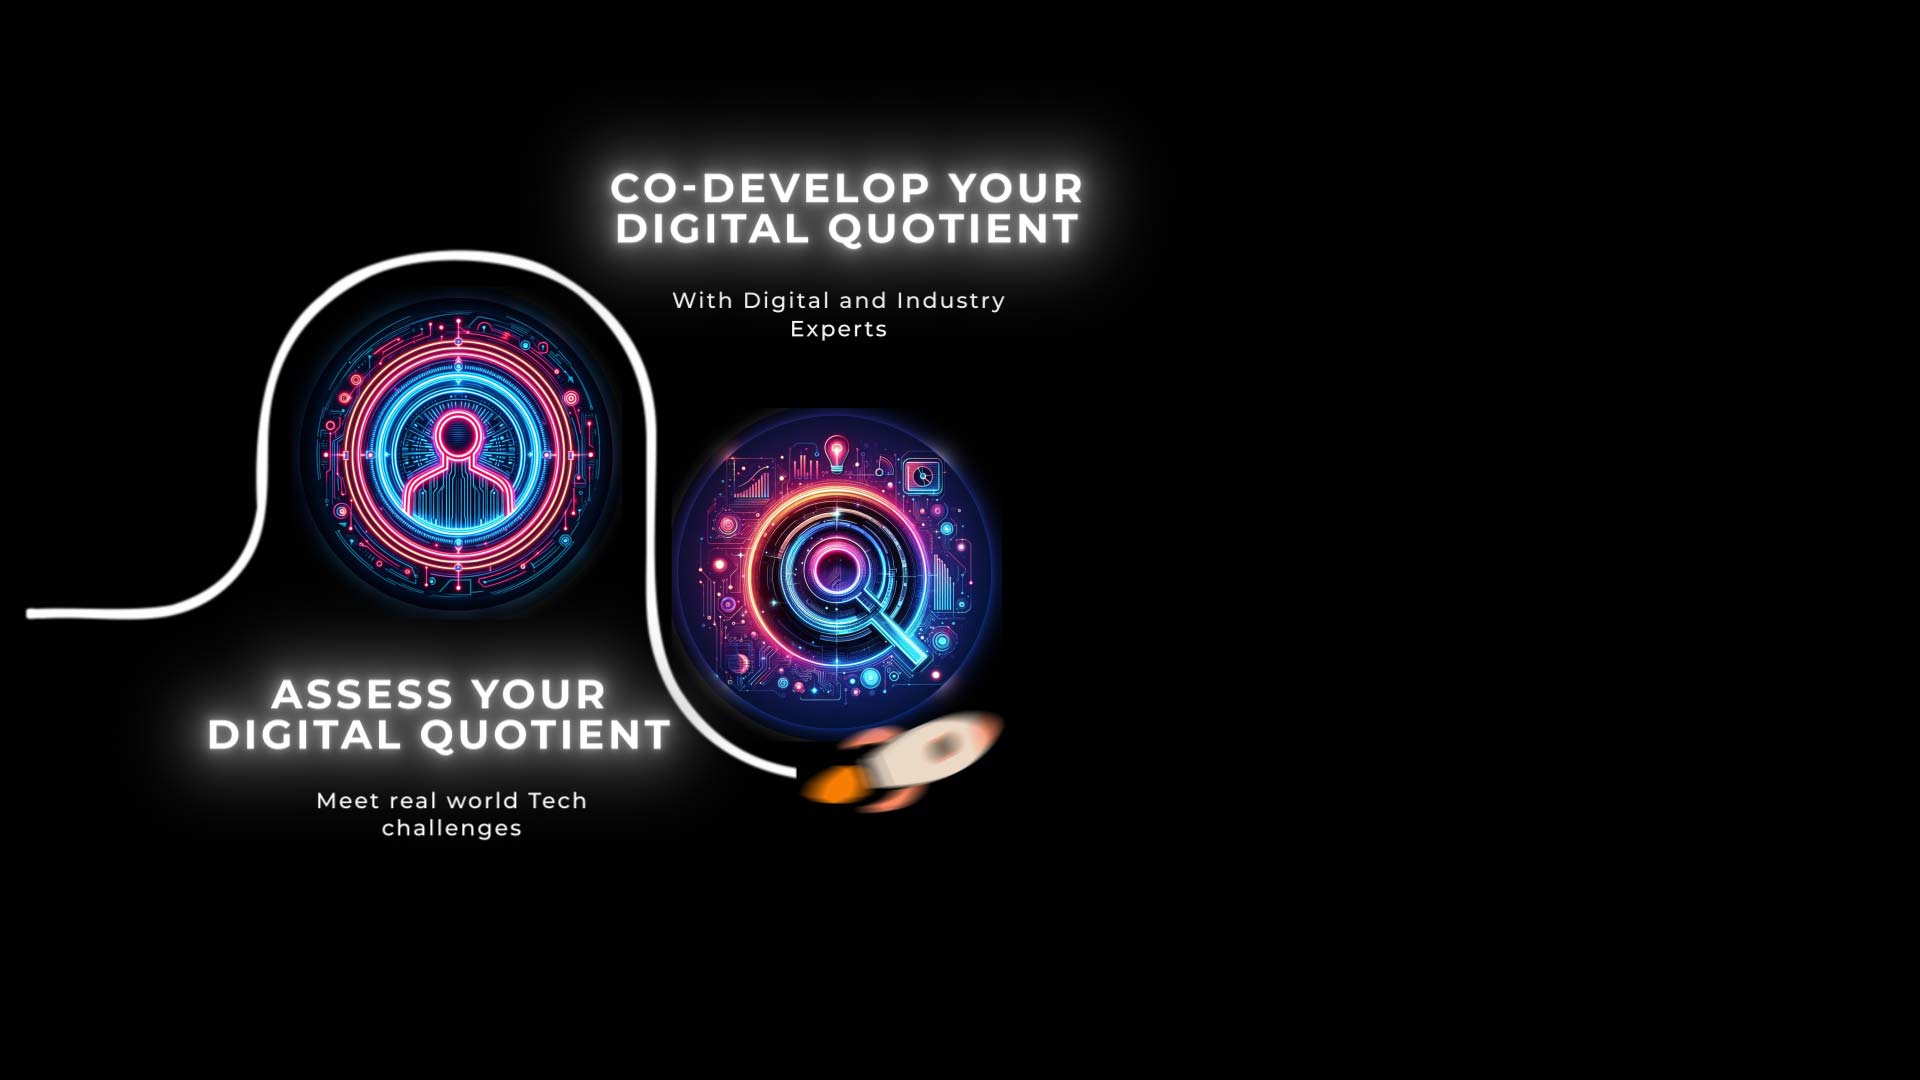 CO-DEVELOP YOUR
DIGITAL QUOTIENT
With Digital and Industry
Experts
ASSESS YOUR
DIGITAL QUOTIENT
Meet real world Tech
challenges